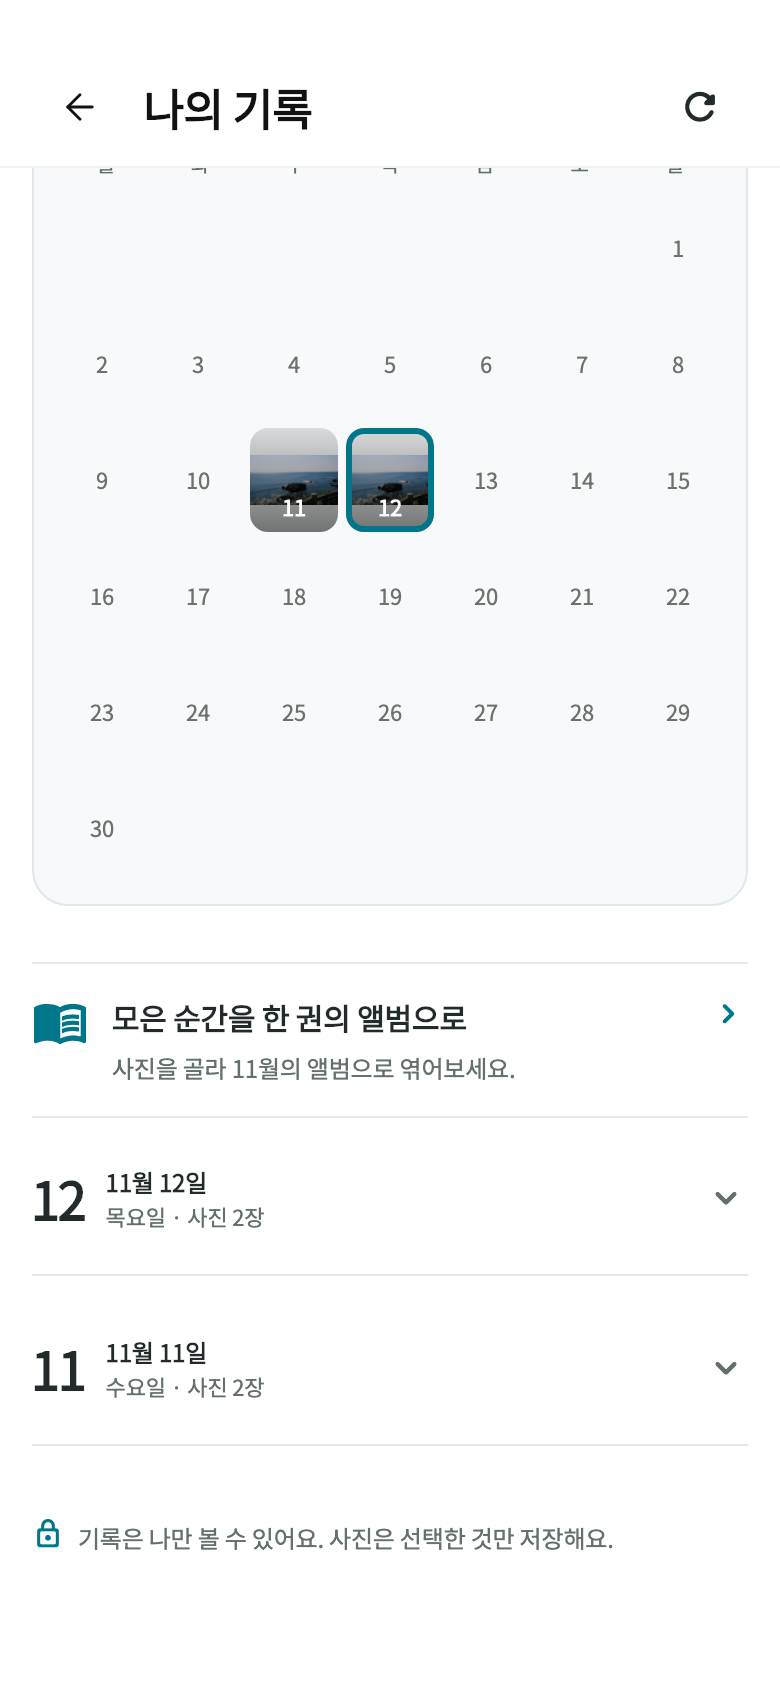 나의 기록
1
2 3 4 5 6 7 8
9 10 11 12 13 14 15
16 17 18 19 20 21 22
23 24 25 26 27 28 29
30
모은 순간을 한 권의 앨범으로
사진을 골라 11월의 앨범으로 엮어보세요.
12
11월 12일
목요일 · 사진 2장
11
11월 11일
수요일 · 사진 2장
기록은 나만 볼 수 있어요. 사진은 선택한 것만 저장해요.